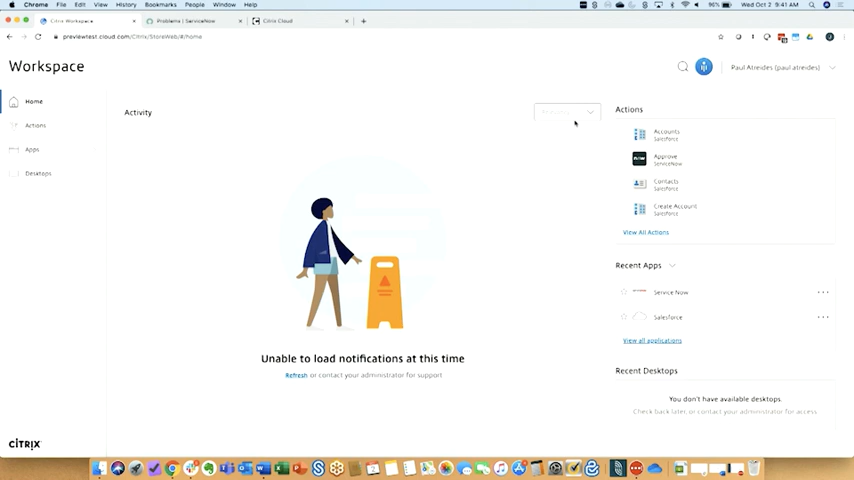 Chrome File Edit View History Bookmarks People Window Help
90% Wed Oct 2 9:41 AM
Citrix Workspace
Problems | ServiceNow
Citrix Cloud
previewtest.cloud.com/Citrix/StoreWeb/#/home
Workspace
Paul Atreides (paul atreides)
Home
Actions
Apps
Desktops
Activity
Actions
Accounts
Salesforce
Approve
ServiceNow
Contacts
Salesforce
Create Account
Salesforce
View All Actions
Recent Apps
Service Now
Salesforce
View all applications
Recent Desktops
You don't have available desktops.
Check back later, or contact your administrator for access
Unable to load notifications at this time
Refresh or contact your administrator for support
CİTRIX